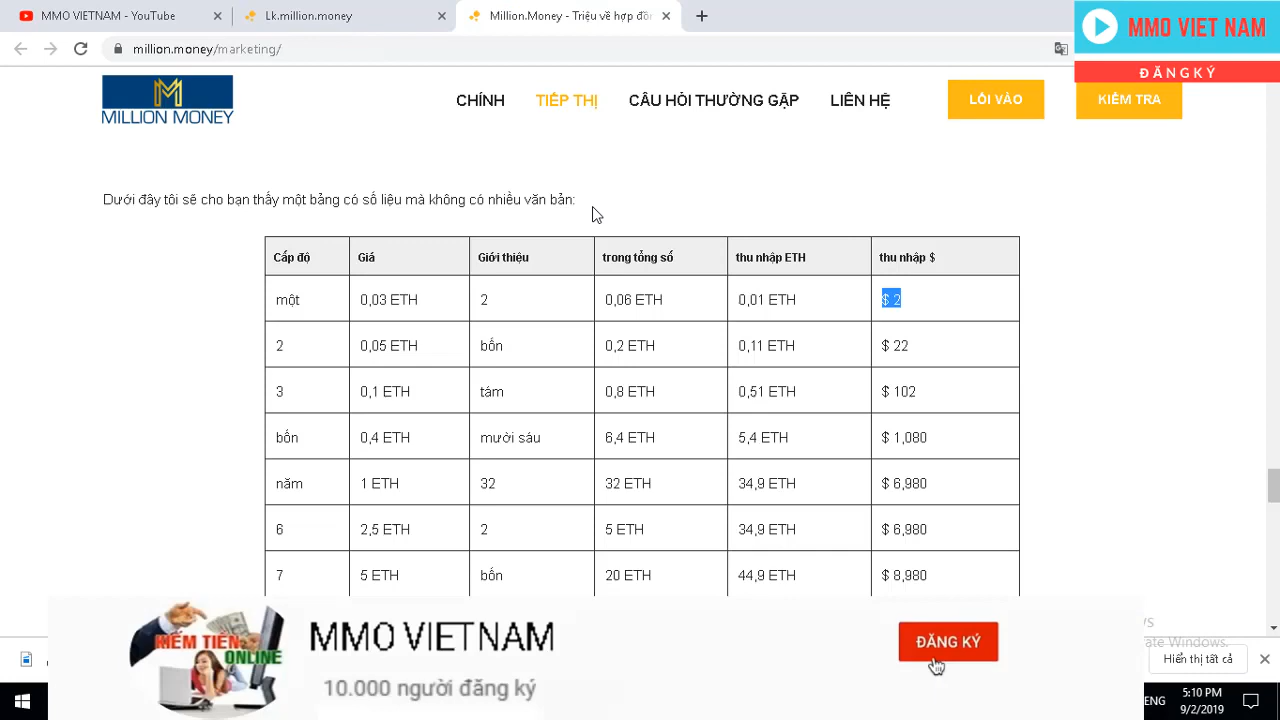 MMO VIETNAM - YouTube
Lk.million.money
Million.Money - Triệu về hợp đồn
million.money/marketing/
MMO VIET NAM
ĐĂNG KÝ
MILLION MONEY
CHÍNH
TIẾP THỊ
CÂU HỎI THƯỜNG GẶP
LIÊN HỆ
LỐI VÀO
KIỂM TRA
Dưới đây tôi sẽ cho bạn thấy một bảng có số liệu mà không có nhiều văn bản:
Cấp độ Giá Giới thiệu trong tổng số thu nhập ETH thu nhập $
một 0,03 ETH 2 0,06 ETH 0,01 ETH $ 2
2 0,05 ETH bốn 0,2 ETH 0,11 ETH $ 22
3 0,1 ETH tám 0,8 ETH 0,51 ETH $ 102
bốn 0,4 ETH mười sáu 6,4 ETH 5,4 ETH $ 1,080
năm 1 ETH 32 32 ETH 34,9 ETH $ 6,980
6 2,5 ETH 2 5 ETH 34,9 ETH $ 6,980
7 5 ETH bốn 20 ETH 44,9 ETH $ 8,980
KIẾM TIỀN
ONLINE
MMO VIETNAM
10.000 người đăng ký
ĐĂNG KÝ
Windows.
Hiển thị tất cả
ENG
5:10 PM
9/2/2019